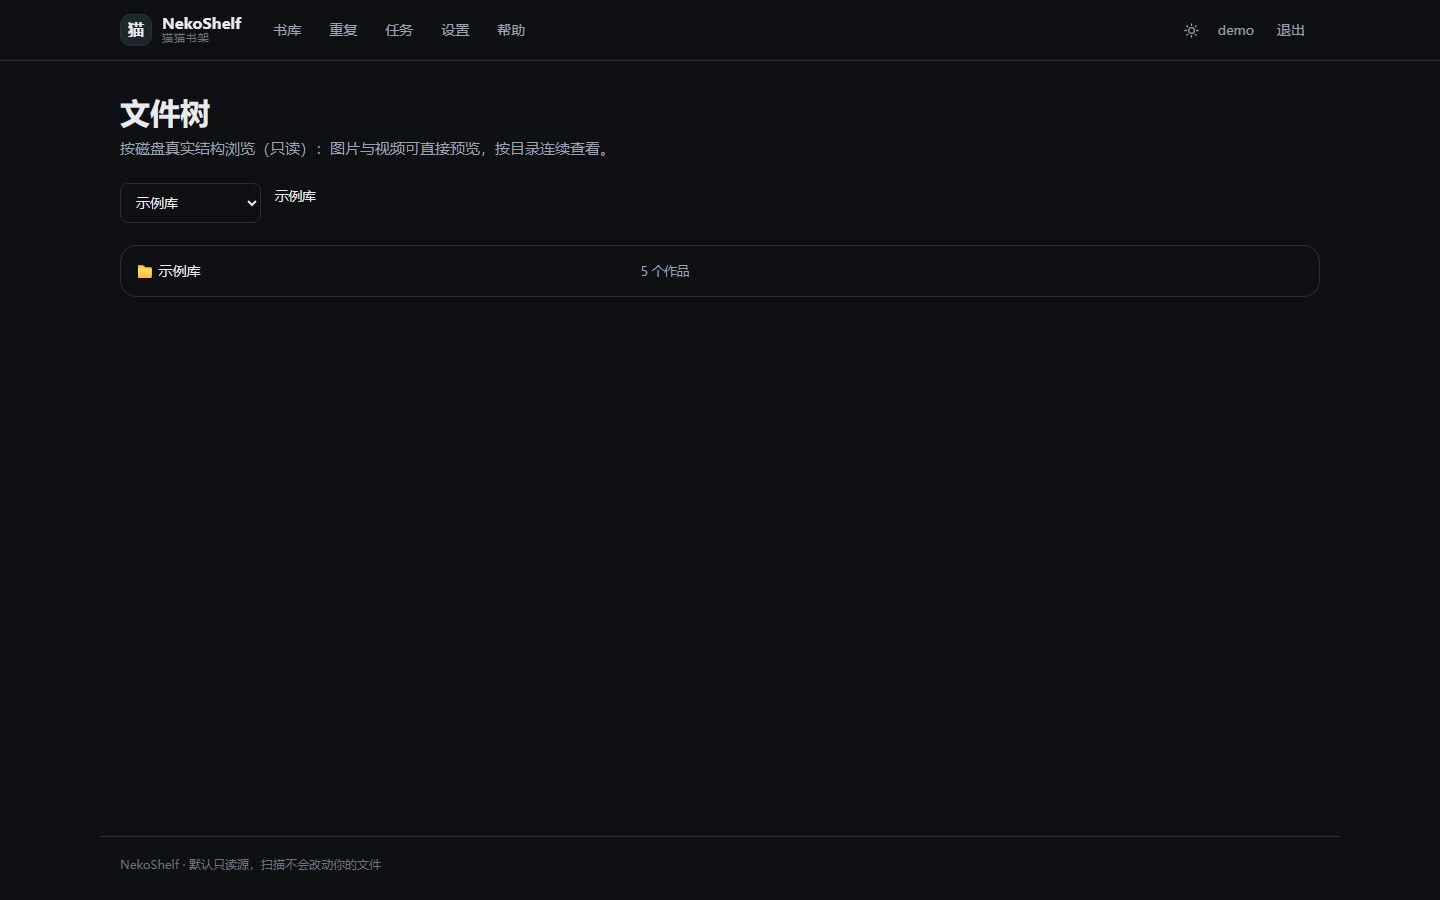 猫 NekoShelf 猫猫书架 书库 重复 任务 设置 帮助 demo 退出
文件树
按磁盘真实结构浏览（只读）：图片与视频可直接预览，按目录连续查看。
示例库 示例库
示例库 5 个作品
NekoShelf · 默认只读源，扫描不会改动你的文件